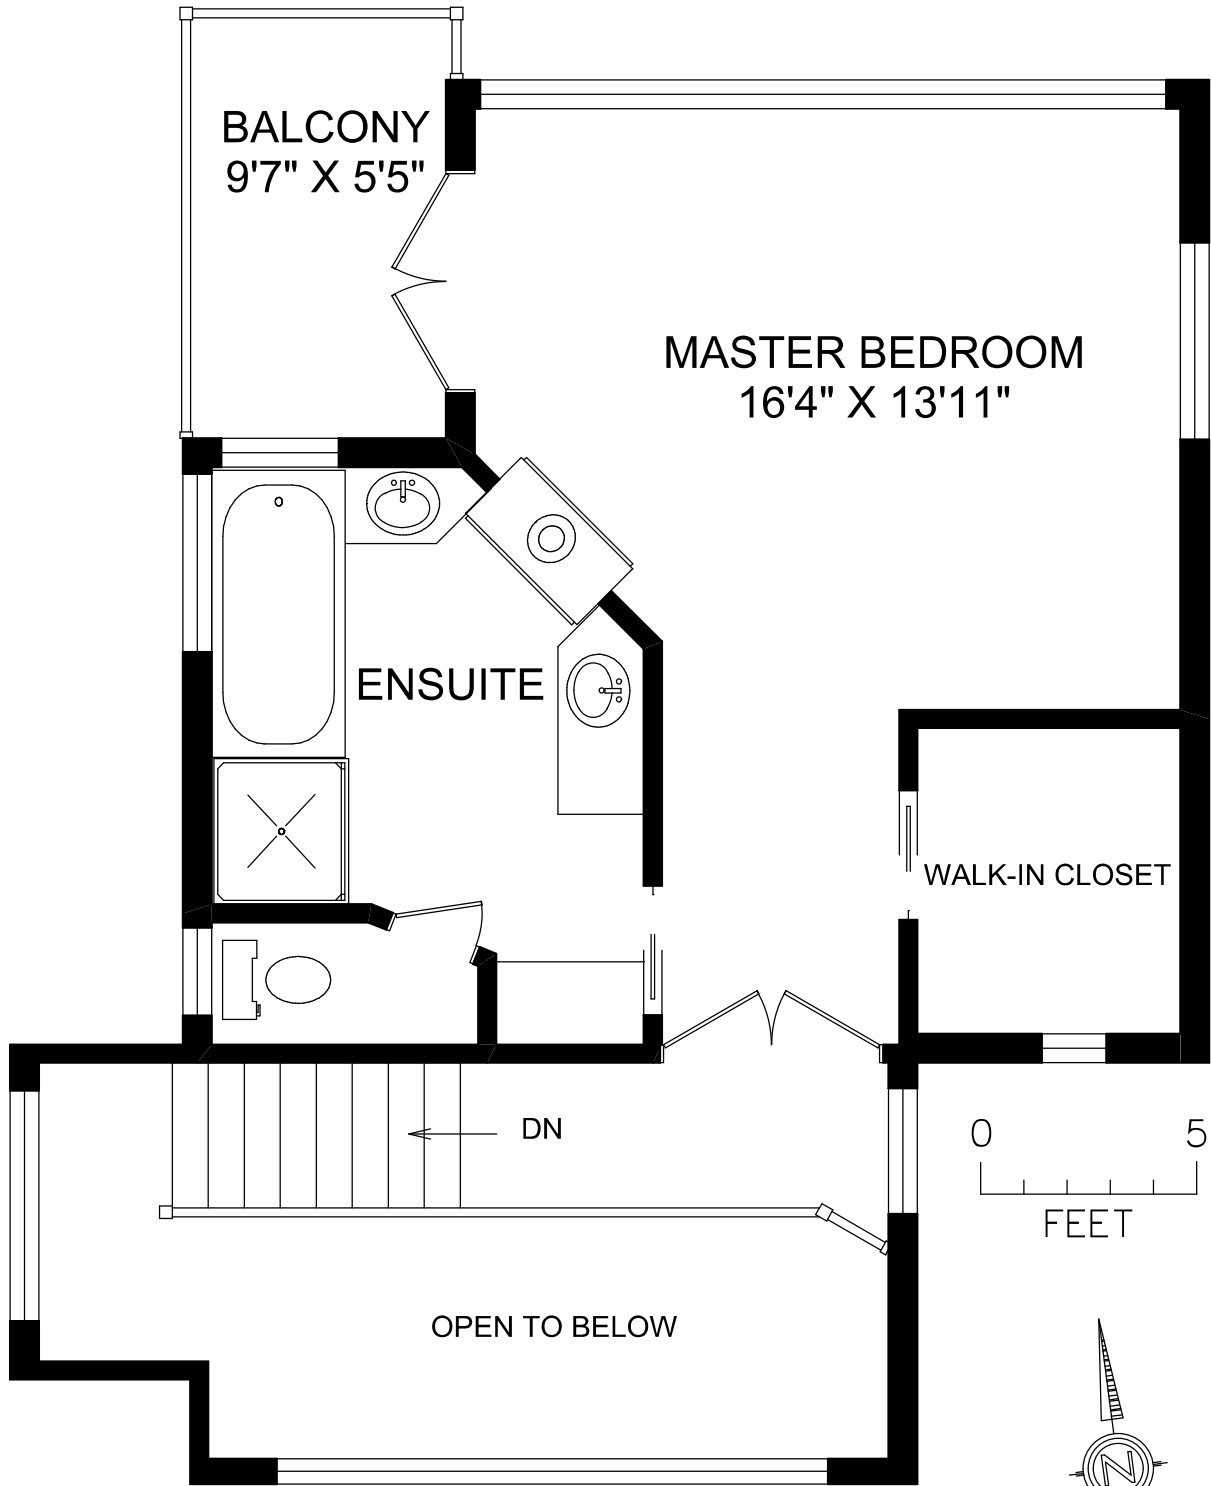 BALCONY
9'7" X 5'5"
MASTER BEDROOM
16'4" X 13'11"
ENSUITE
WALK-IN CLOSET
DN
0 5
FEET
OPEN TO BELOW
N